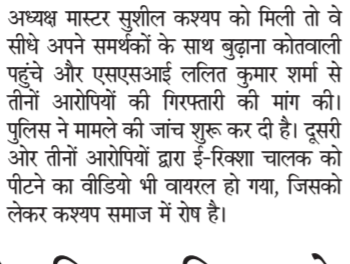 अध्यक्ष मास्टर सुशील कश्यप को मिली तो वे
सीधे अपने समर्थकों के साथ बुढ़ाना कोतवाली
पहुंचे और एसएसआई ललित कुमार शर्मा से
तीनों आरोपियों की गिरफ्तारी की मांग की।
पुलिस ने मामले की जांच शुरू कर दी है। दूसरी
ओर तीनों आरोपियों द्वारा ई-रिक्शा चालक को
पीटने का वीडियो भी वायरल हो गया, जिसको
लेकर कश्यप समाज में रोष है।